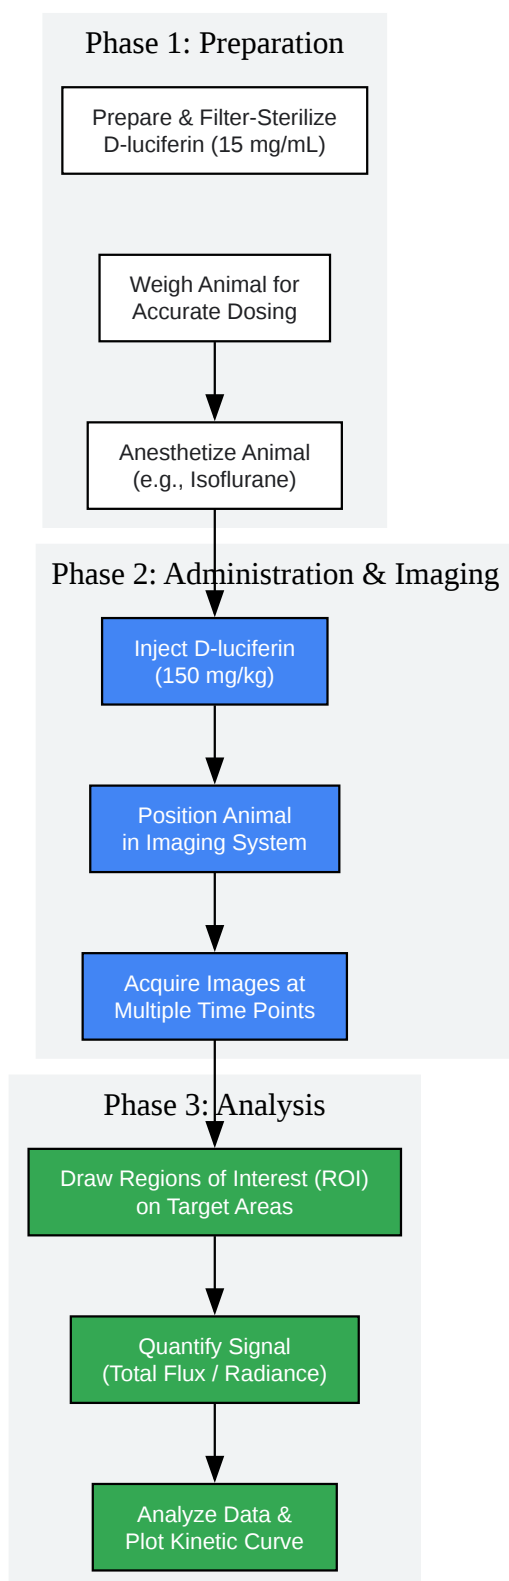 Phase 1: Preparation
Prepare & Filter-Sterilize
D-luciferin (15 mg/mL)
Weigh Animal for
Accurate Dosing
Anesthetize Animal
(e.g., Isoflurane)
Phase 2: Administration & Imaging
Inject D-luciferin
(150 mg/kg)
Position Animal
in Imaging System
Acquire Images at
Multiple Time Points
Phase 3: Analysis
Draw Regions of Interest (ROI)
on Target Areas
Quantify Signal
(Total Flux / Radiance)
Analyze Data &
Plot Kinetic Curve